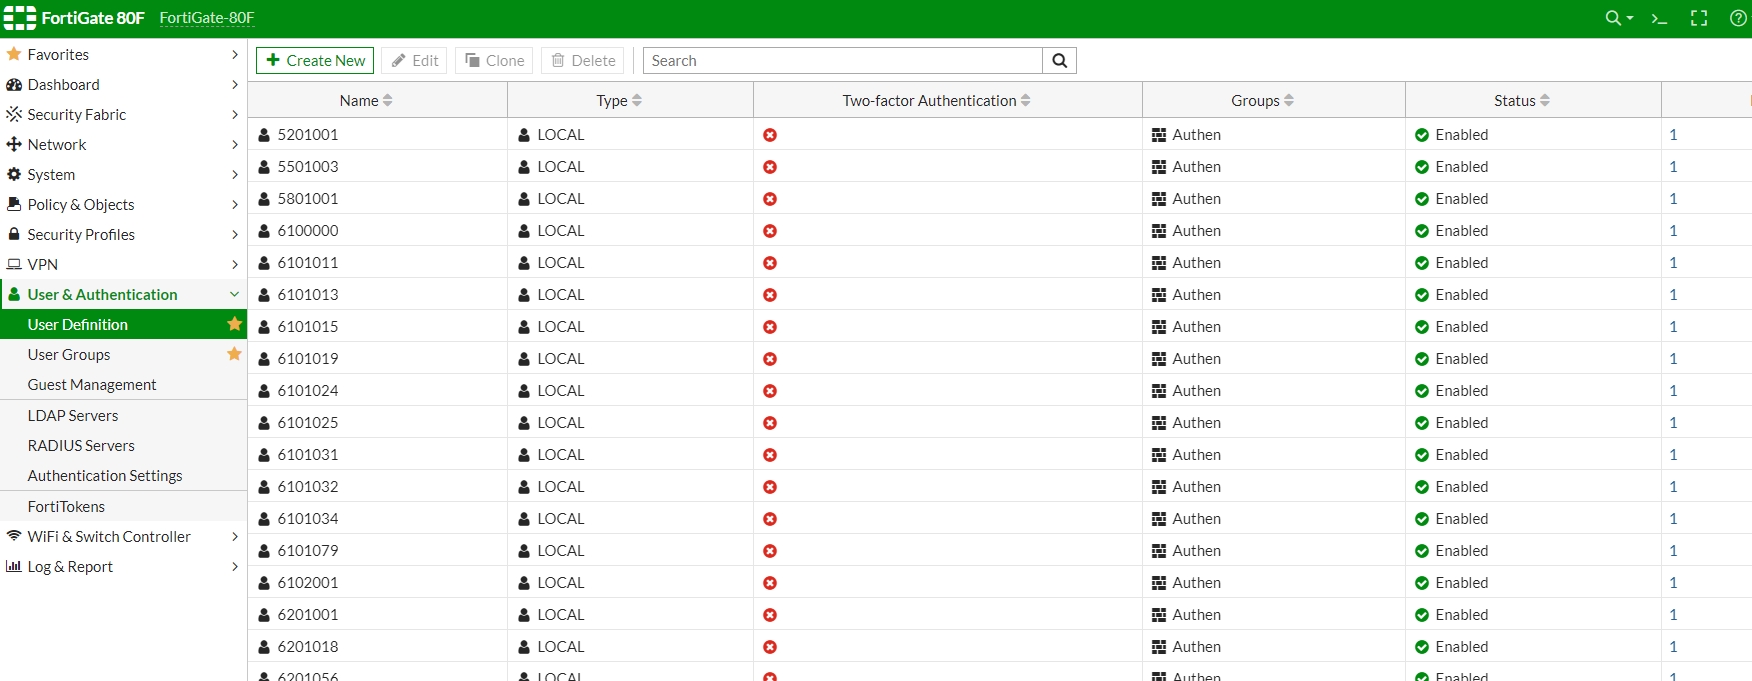 FortiGate 80F FortiGate-80F
Favorites
Dashboard
Security Fabric
Network
System
Policy & Objects
Security Profiles
VPN
User & Authentication
User Definition
User Groups
Guest Management
LDAP Servers
RADIUS Servers
Authentication Settings
FortiTokens
WiFi & Switch Controller
Log & Report
Create New Edit Clone Delete Search
Name Type Two-factor Authentication Groups Status
5201001 LOCAL Authen Enabled 1
5501003 LOCAL Authen Enabled 1
5801001 LOCAL Authen Enabled 1
6100000 LOCAL Authen Enabled 1
6101011 LOCAL Authen Enabled 1
6101013 LOCAL Authen Enabled 1
6101015 LOCAL Authen Enabled 1
6101019 LOCAL Authen Enabled 1
6101024 LOCAL Authen Enabled 1
6101025 LOCAL Authen Enabled 1
6101031 LOCAL Authen Enabled 1
6101032 LOCAL Authen Enabled 1
6101034 LOCAL Authen Enabled 1
6101079 LOCAL Authen Enabled 1
6102001 LOCAL Authen Enabled 1
6201001 LOCAL Authen Enabled 1
6201018 LOCAL Authen Enabled 1
6201056 LOCAL Authen Enabled 1